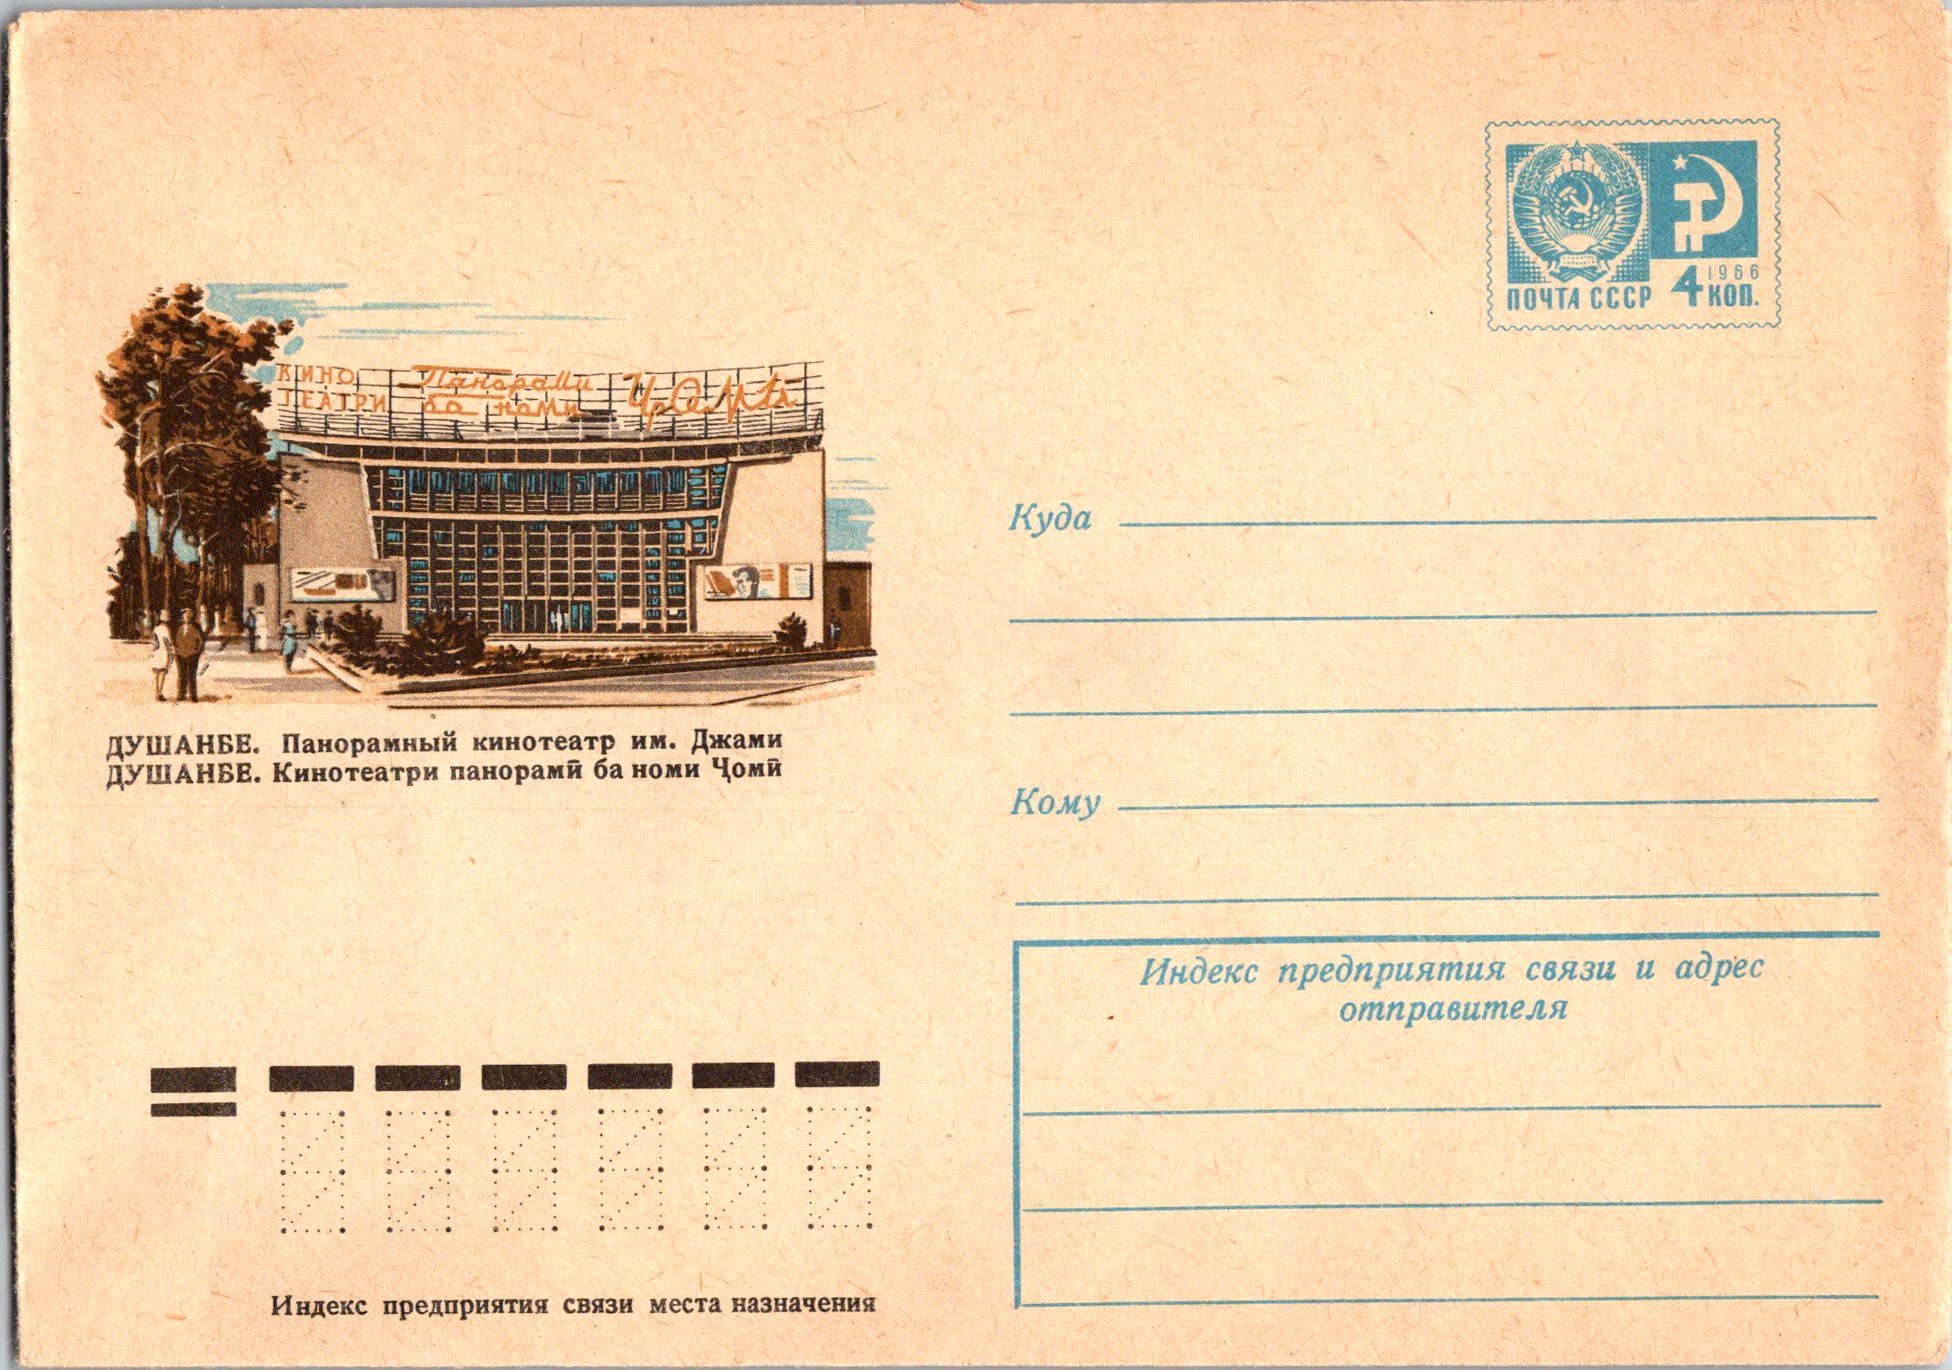 ПОЧТА СССР 4 1966 КОП.
КИНО
ТЕАТРИ
Панорами
ба номи
Ҷоми
ДУШАНБЕ. Панорамный кинотеатр им. Джами
ДУШАНБЕ. Кинотеатри панорамӣ ба номи Ҷомӣ
Куда
Кому
Индекс предприятия связи и адрес
отправителя
Индекс предприятия связи места назначения